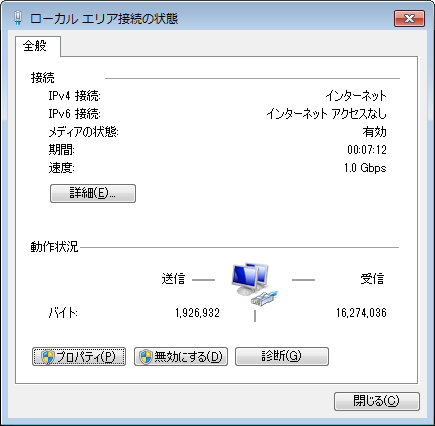 ローカル エリア接続の状態
全般
接続
IPv4 接続: インターネット
IPv6 接続: インターネット アクセスなし
メディアの状態: 有効
期間: 00:07:12
速度: 1.0 Gbps
詳細(E)...
動作状況
送信 受信
バイト: 1,926,932 16,274,036
プロパティ(P) 無効にする(D) 診断(G)
閉じる(C)